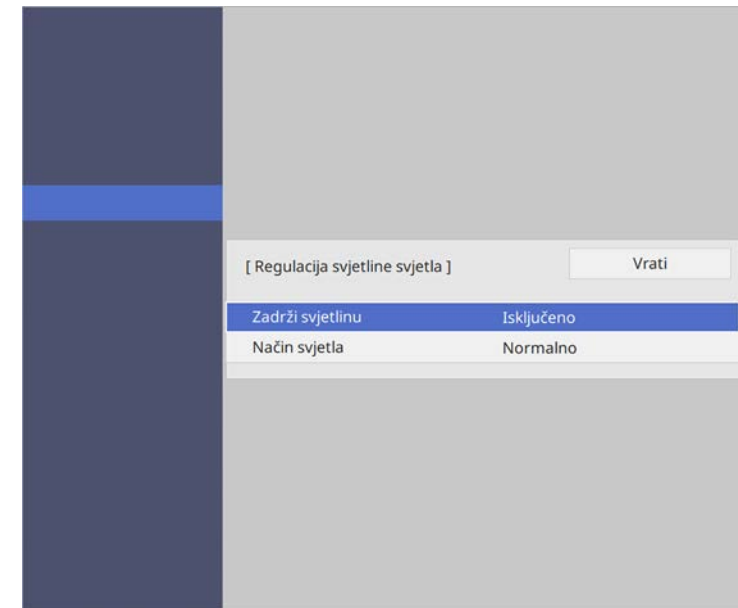 [ Regulacija svjetline svjetla ] Vrati
Zadrži svjetlinu Isključeno
Način svjetla Normalno